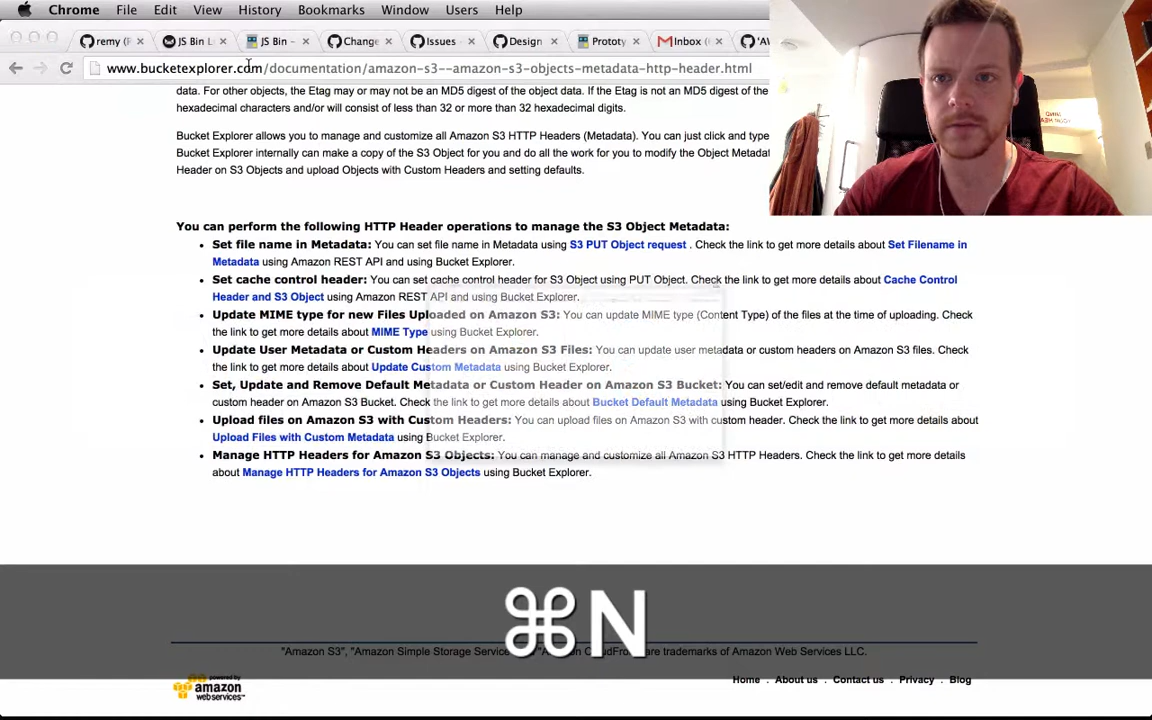 Chrome File Edit View History Bookmarks Window Users Help
remy (F JS Bin L JS Bin - Change Issues Design Prototy Inbox ( 'A
www.bucketexplorer.com/documentation/amazon-s3--amazon-s3-objects-metadata-http-header.html
data. For other objects, the Etag may or may not be an MD5 digest of the object data. If the Etag is not an MD5 digest of the
hexadecimal characters and/or will consist of less than 32 or more than 32 hexadecimal digits.
Bucket Explorer allows you to manage and customize all Amazon S3 HTTP Headers (Metadata). You can just click and type
Bucket Explorer internally can make a copy of the S3 Object for you and do all the work for you to modify the Object Metada
Header on S3 Objects and upload Objects with Custom Headers and setting defaults.
You can perform the following HTTP Header operations to manage the S3 Object Metadata:
• Set file name in Metadata: You can set file name in Metadata using S3 PUT Object request . Check the link to get more details about Set Filename in
Metadata using Amazon REST API and using Bucket Explorer.
• Set cache control header: You can set cache control header for S3 Object using PUT Object. Check the link to get more details about Cache Control
Header and S3 Object using Amazon REST API and using Bucket Explorer.
• Update MIME type for new Files Uploaded on Amazon S3: You can update MIME type (Content Type) of the files at the time of uploading. Check
the link to get more details about MIME Type using Bucket Explorer.
• Update User Metadata or Custom Headers on Amazon S3 Files: You can update user metadata or custom headers on Amazon S3 files. Check
the link to get more details about Update Custom Metadata using Bucket Explorer.
• Set, Update and Remove Default Metadata or Custom Header on Amazon S3 Bucket: You can set/edit and remove default metadata or
custom header on Amazon S3 Bucket. Check the link to get more details about Bucket Default Metadata using Bucket Explorer.
• Upload files on Amazon S3 with Custom Headers: You can upload files on Amazon S3 with custom header. Check the link to get more details about
Upload Files with Custom Metadata using Bucket Explorer.
• Manage HTTP Headers for Amazon S3 Objects: You can manage and customize all Amazon S3 HTTP Headers. Check the link to get more details
about Manage HTTP Headers for Amazon S3 Objects using Bucket Explorer.
⌘N
"Amazon S3", "Amazon Simple Storage Service" "Amazon CloudFront" are trademarks of Amazon Web Services LLC.
powered by
amazon
webservices™
Home . About us . Contact us . Privacy . Blog